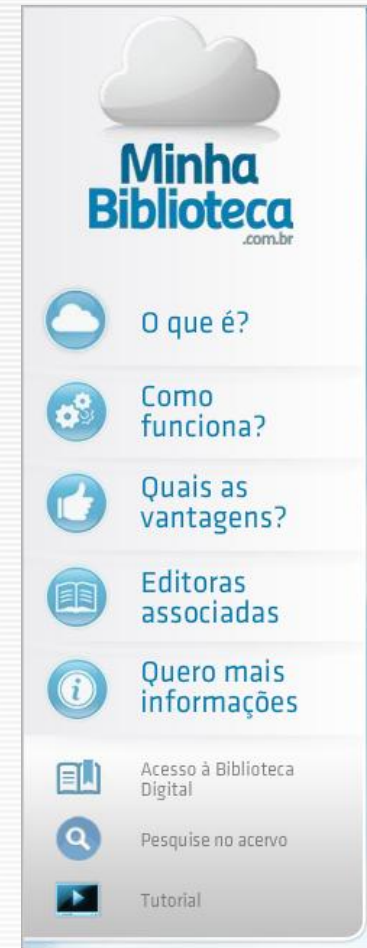 Minha
Biblioteca
.com.br
O que é?
Como
funciona?
Quais as
vantagens?
Editoras
associadas
Quero mais
informações
Acesso à Biblioteca
Digital
Pesquise no acervo
Tutorial